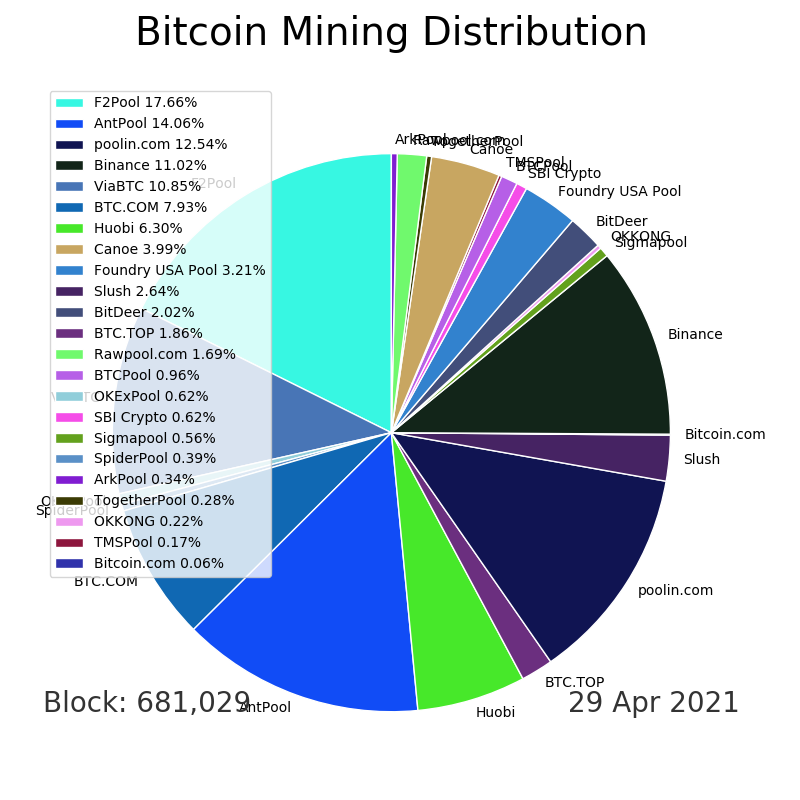 Bitcoin Mining Distribution
F2Pool 17.66%
AntPool 14.06%
poolin.com 12.54%
Binance 11.02%
ViaBTC 10.85%
BTC.COM 7.93%
Huobi 6.30%
Canoe 3.99%
Foundry USA Pool 3.21%
Slush 2.64%
BitDeer 2.02%
BTC.TOP 1.86%
Rawpool.com 1.69%
BTCPool 0.96%
OKExPool 0.62%
SBI Crypto 0.62%
Sigmapool 0.56%
SpiderPool 0.39%
ArkPool 0.34%
TogetherPool 0.28%
OKKONG 0.22%
TMSPool 0.17%
Bitcoin.com 0.06%
ArkPool
Rawpool.com
TogetherPool
Canoe
TMSPool
BTCPool
SBI Crypto
Foundry USA Pool
BitDeer
OKKONG
Sigmapool
Binance
Bitcoin.com
Slush
poolin.com
BTC.TOP
Huobi
AntPool
BTC.COM
SpiderPool
F2Pool
Block: 681,029
29 Apr 2021